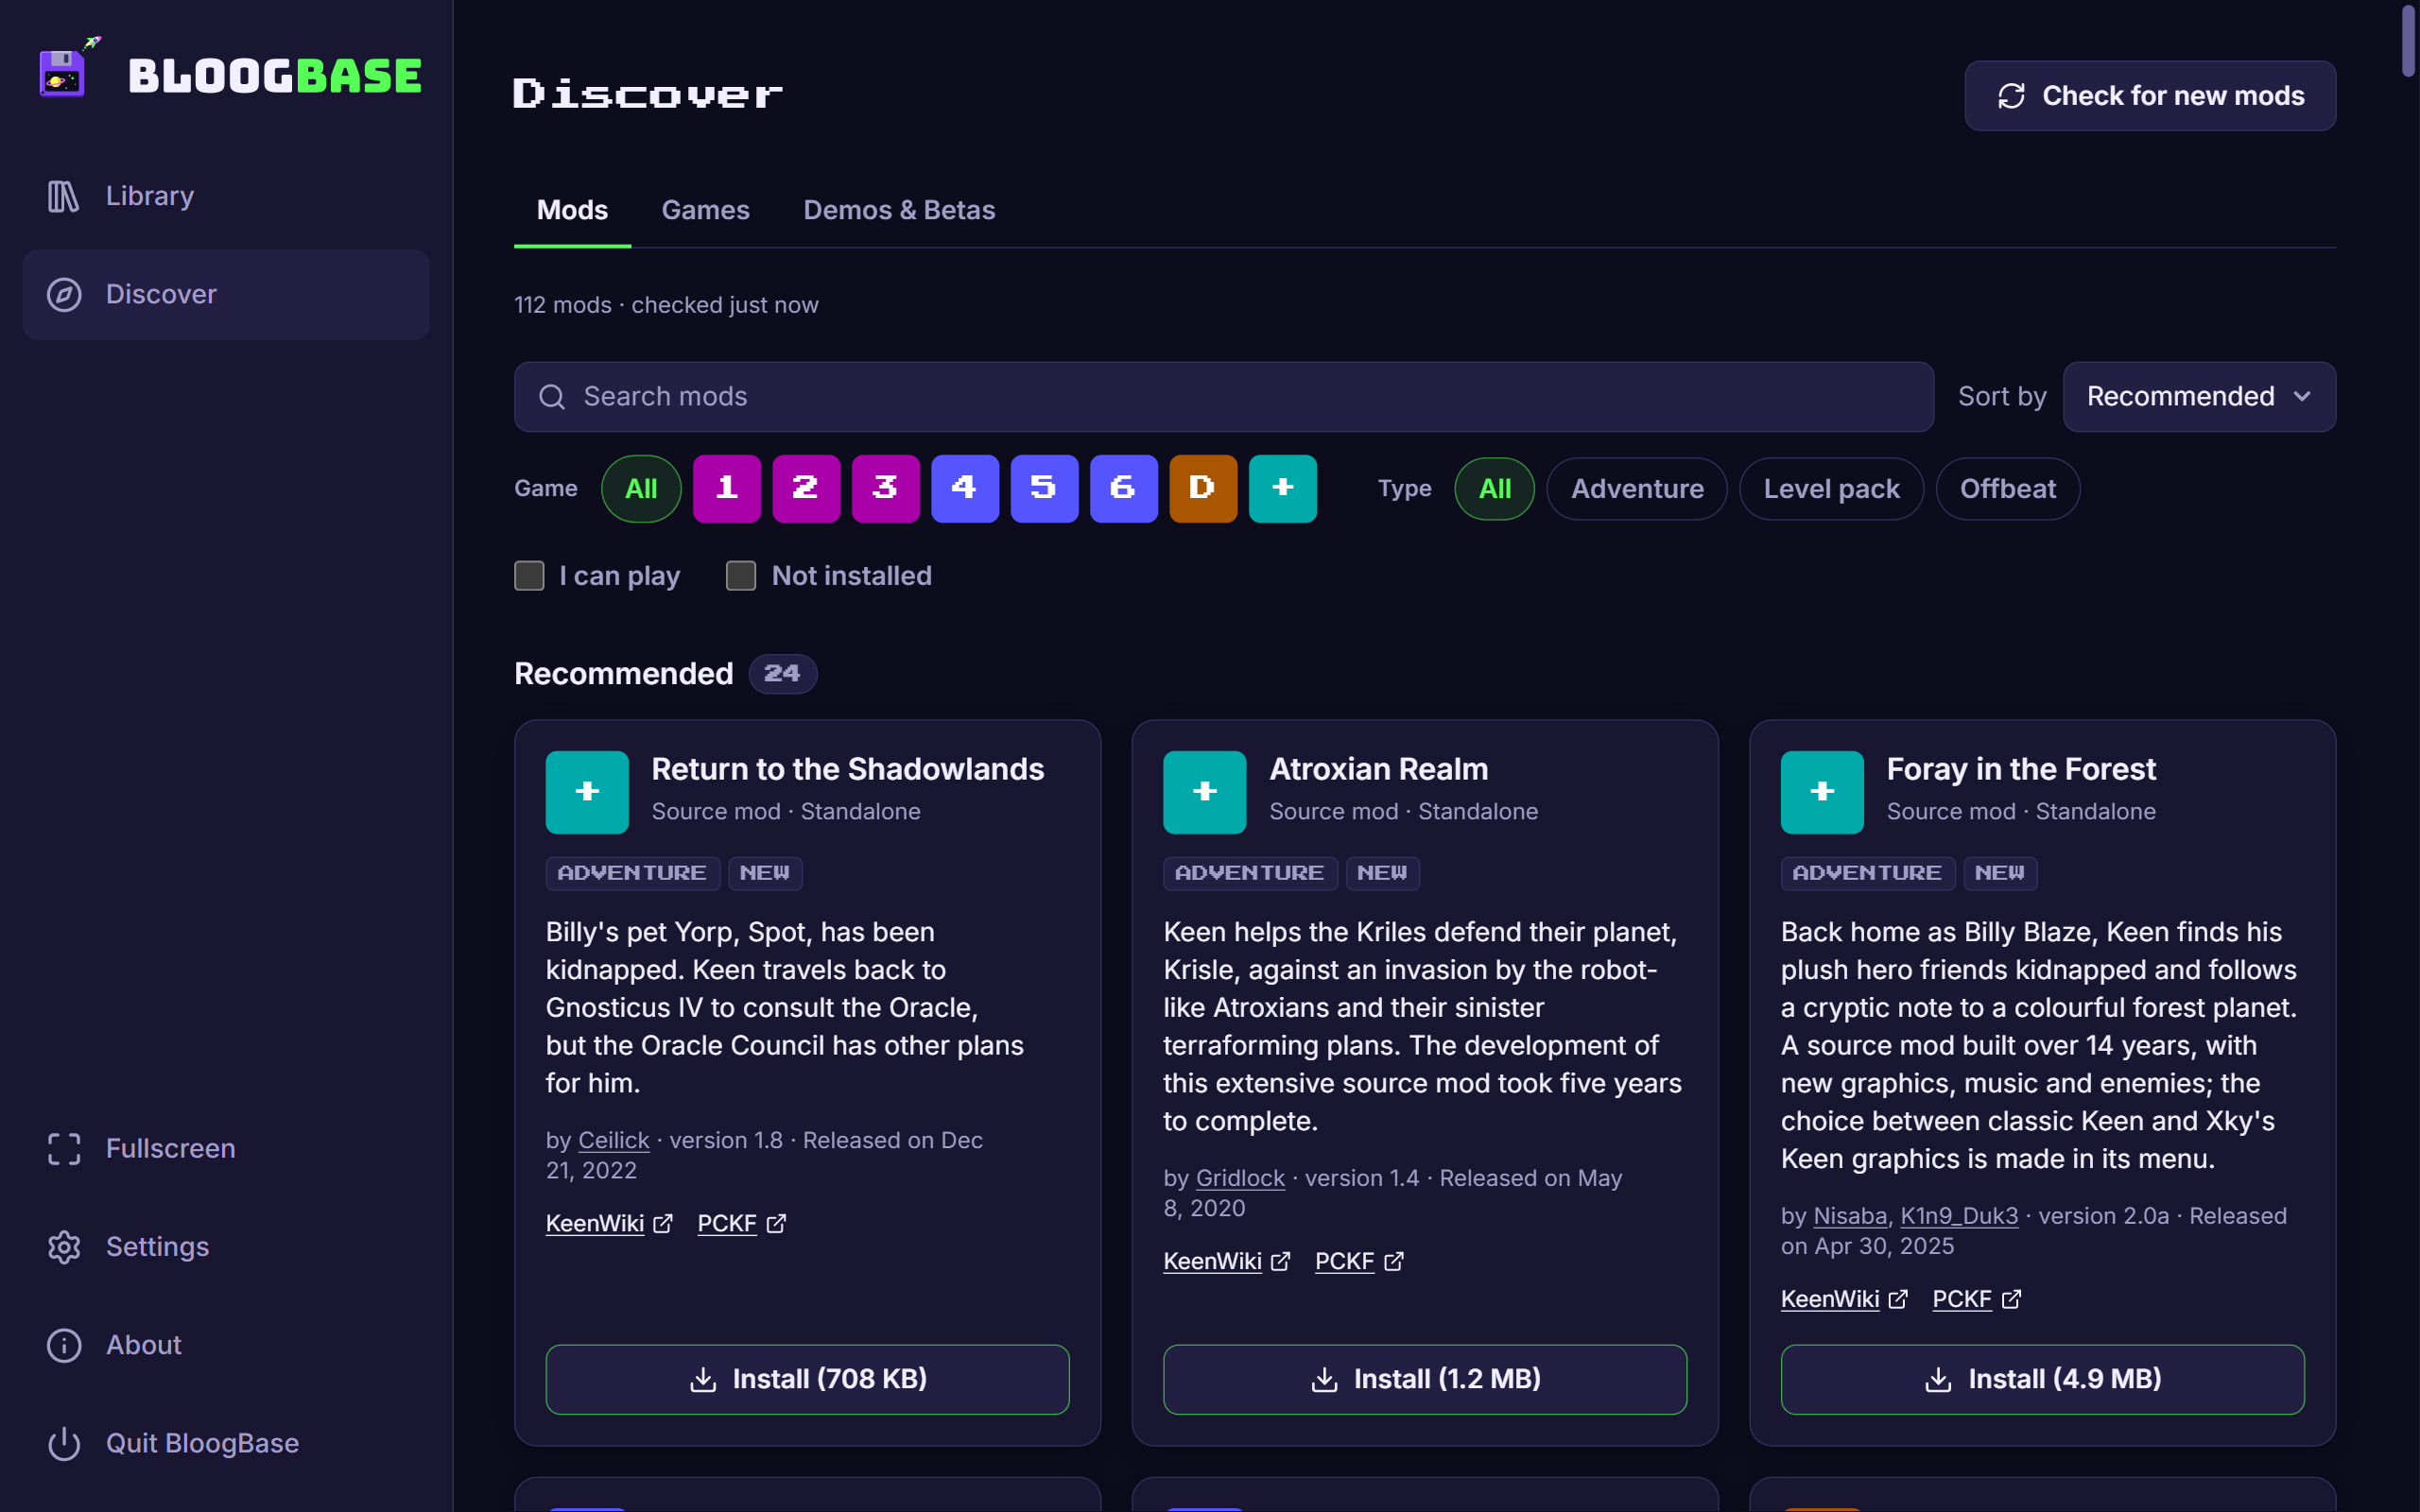 BLOOGBASE
Library
Discover
Fullscreen
Settings
About
Quit BloogBase
Discover
Check for new mods
Mods Games Demos & Betas
112 mods · checked just now
Search mods
Sort by Recommended
Game All 1 2 3 4 5 6 D + Type All Adventure Level pack Offbeat
I can play Not installed
Recommended 24
+ Return to the Shadowlands
Source mod · Standalone
ADVENTURE NEW
Billy's pet Yorp, Spot, has been
kidnapped. Keen travels back to
Gnosticus IV to consult the Oracle,
but the Oracle Council has other plans
for him.
by Ceilick · version 1.8 · Released on Dec
21, 2022
KeenWiki PCKF
Install (708 KB)
+ Atroxian Realm
Source mod · Standalone
ADVENTURE NEW
Keen helps the Kriles defend their planet,
Krisle, against an invasion by the robot-
like Atroxians and their sinister
terraforming plans. The development of
this extensive source mod took five years
to complete.
by Gridlock · version 1.4 · Released on May
8, 2020
KeenWiki PCKF
Install (1.2 MB)
+ Foray in the Forest
Source mod · Standalone
ADVENTURE NEW
Back home as Billy Blaze, Keen finds his
plush hero friends kidnapped and follows
a cryptic note to a colourful forest planet.
A source mod built over 14 years, with
new graphics, music and enemies; the
choice between classic Keen and Xky's
Keen graphics is made in its menu.
by Nisaba, K1n9_Duk3 · version 2.0a · Released
on Apr 30, 2025
KeenWiki PCKF
Install (4.9 MB)